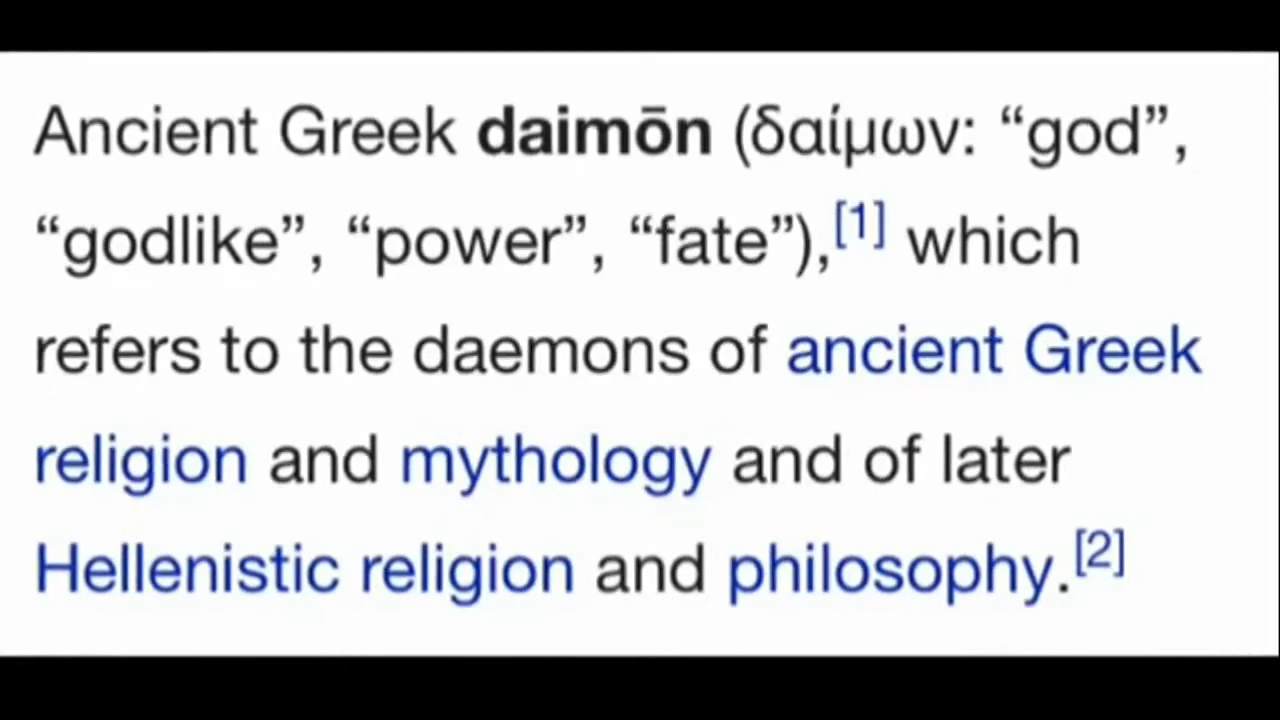 Ancient Greek daimōn (δαίμων: “god”,
“godlike”, “power”, “fate”),[1] which
refers to the daemons of ancient Greek
religion and mythology and of later
Hellenistic religion and philosophy.[2]